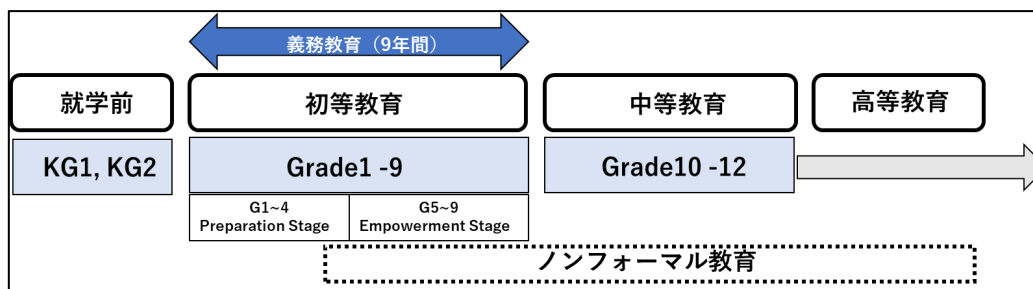 義務教育（9年間）
就学前
初等教育
中等教育
高等教育
KG1, KG2
Grade1 -9
Grade10 -12
G1~4
Preparation Stage
G5~9
Empowerment Stage
ノンフォーマル教育